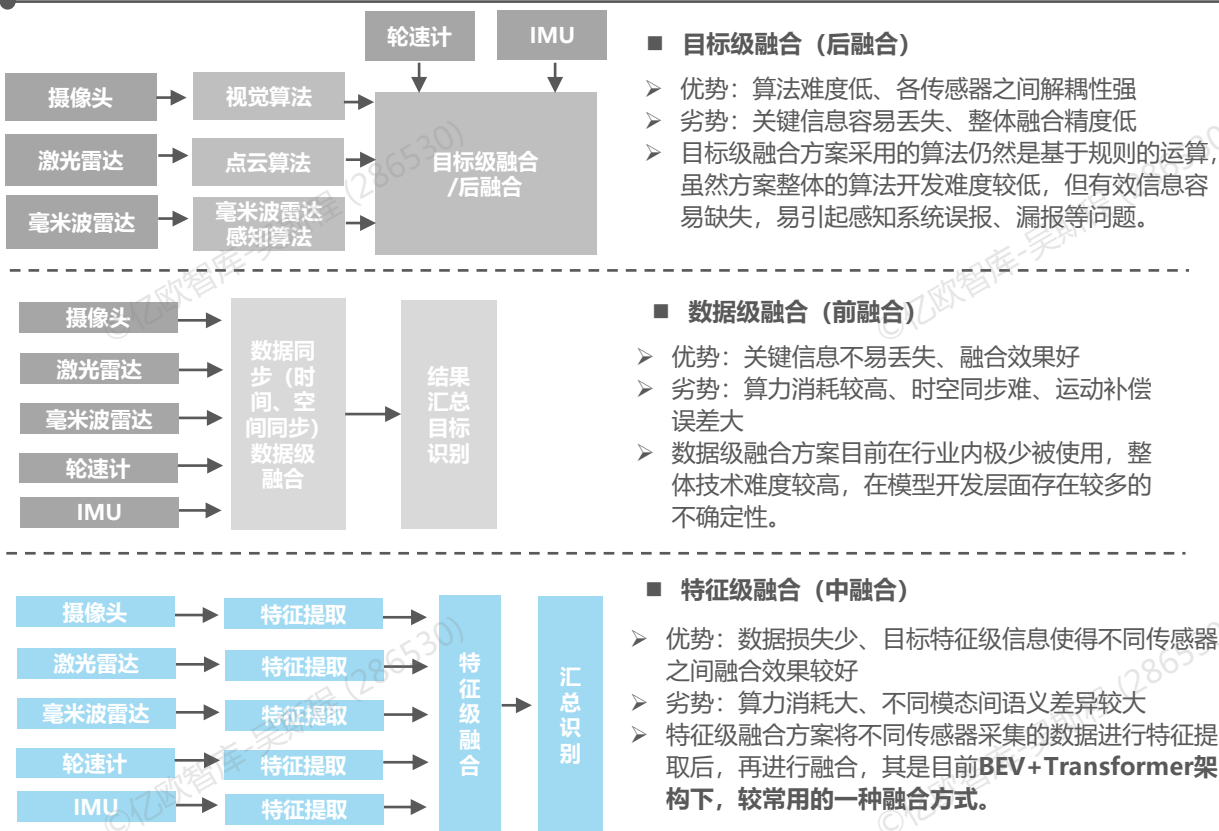 轮速计
IMU
摄像头
视觉算法
激光雷达
点云算法
毫米波雷达
毫米波雷达
感知算法
目标级融合
/后融合
■ 目标级融合（后融合）
➢ 优势：算法难度低、各传感器之间解耦性强
➢ 劣势：关键信息容易丢失、整体融合精度低
➢ 目标级融合方案采用的算法仍然是基于规则的运算，
虽然方案整体的算法开发难度较低，但有效信息容
易缺失，易引起感知系统误报、漏报等问题。
摄像头
激光雷达
毫米波雷达
轮速计
IMU
数据同
步（时
间、空
间同步）
数据级
融合
结果
汇总
目标
识别
■ 数据级融合（前融合）
➢ 优势：关键信息不易丢失、融合效果好
➢ 劣势：算力消耗较高、时空同步难、运动补偿
误差大
➢ 数据级融合方案目前在行业内极少被使用，整
体技术难度较高，在模型开发层面存在较多的
不确定性。
摄像头
特征提取
激光雷达
特征提取
毫米波雷达
特征提取
轮速计
特征提取
IMU
特征提取
特征级融合
汇总识别
■ 特征级融合（中融合）
➢ 优势：数据损失少、目标特征级信息使得不同传感器
之间融合效果较好
➢ 劣势：算力消耗大、不同模态间语义差异较大
➢ 特征级融合方案将不同传感器采集的数据进行特征提
取后，再进行融合，其是目前BEV+Transformer架
构下，较常用的一种融合方式。